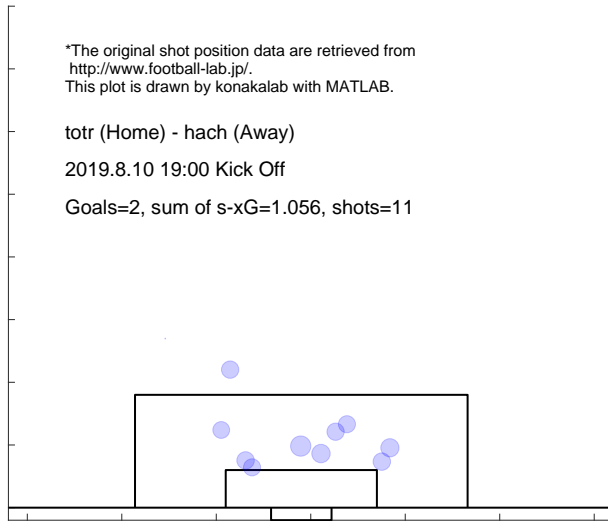 *The original shot position data are retrieved from
http://www.football-lab.jp/.
This plot is drawn by konakalab with MATLAB.
totr (Home) - hach (Away)
2019.8.10 19:00 Kick Off
Goals=2, sum of s-xG=1.056, shots=11